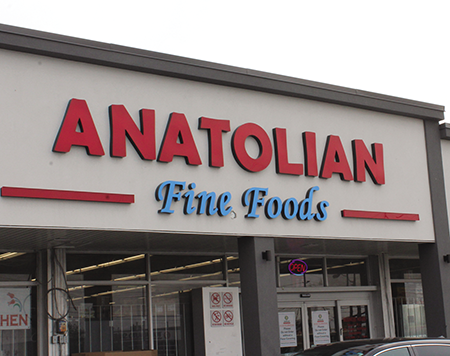 ANATOLIAN
Fine Foods
OPEN
HEN